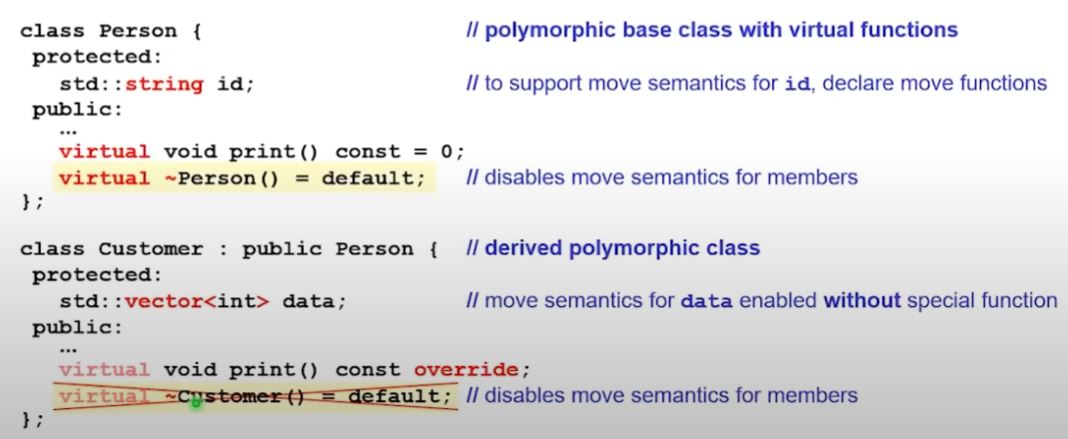 class Person { // polymorphic base class with virtual functions
protected:
std::string id; // to support move semantics for id, declare move functions
public:
...
virtual void print() const = 0;
virtual ~Person() = default; // disables move semantics for members
};
class Customer : public Person { // derived polymorphic class
protected:
std::vector<int> data; // move semantics for data enabled without special function
public:
...
virtual void print() const override;
virtual ~Customer() = default; // disables move semantics for members
};